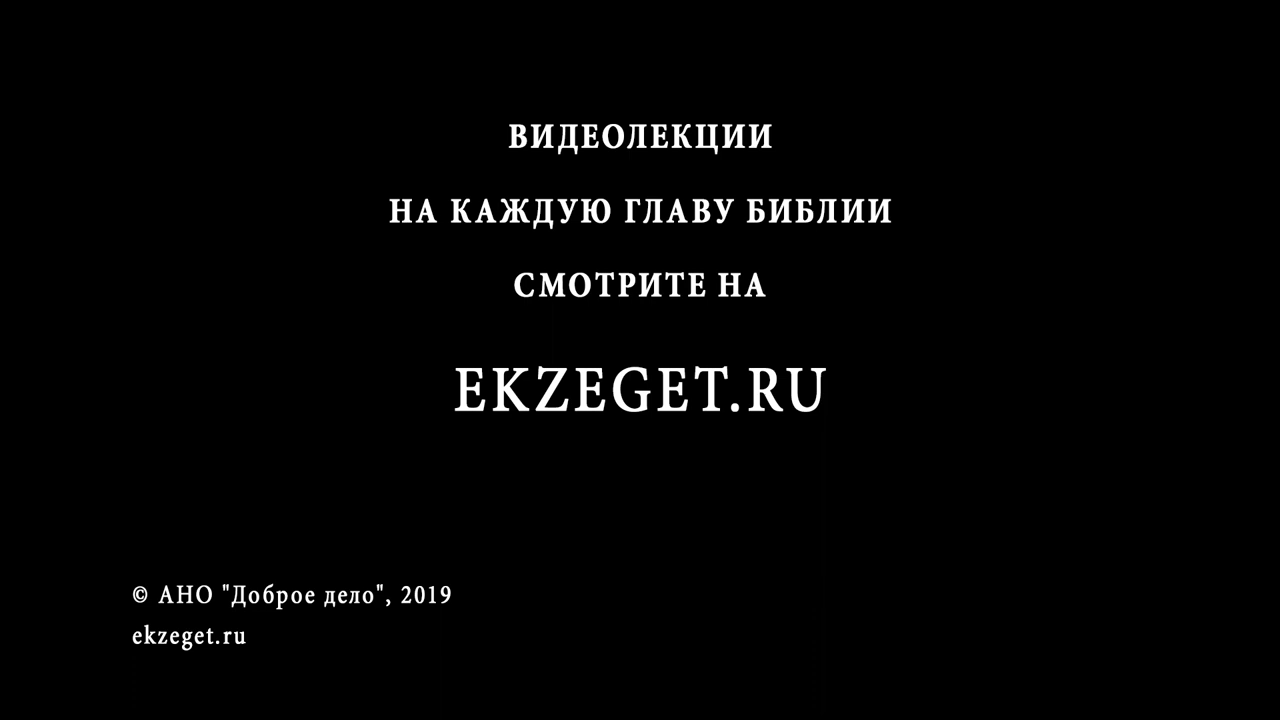 ВИДЕОЛЕКЦИИ
НА КАЖДУЮ ГЛАВУ БИБЛИИ
СМОТРИТЕ НА
EKZEGET.RU
© АНО "Доброе дело", 2019
ekzeget.ru